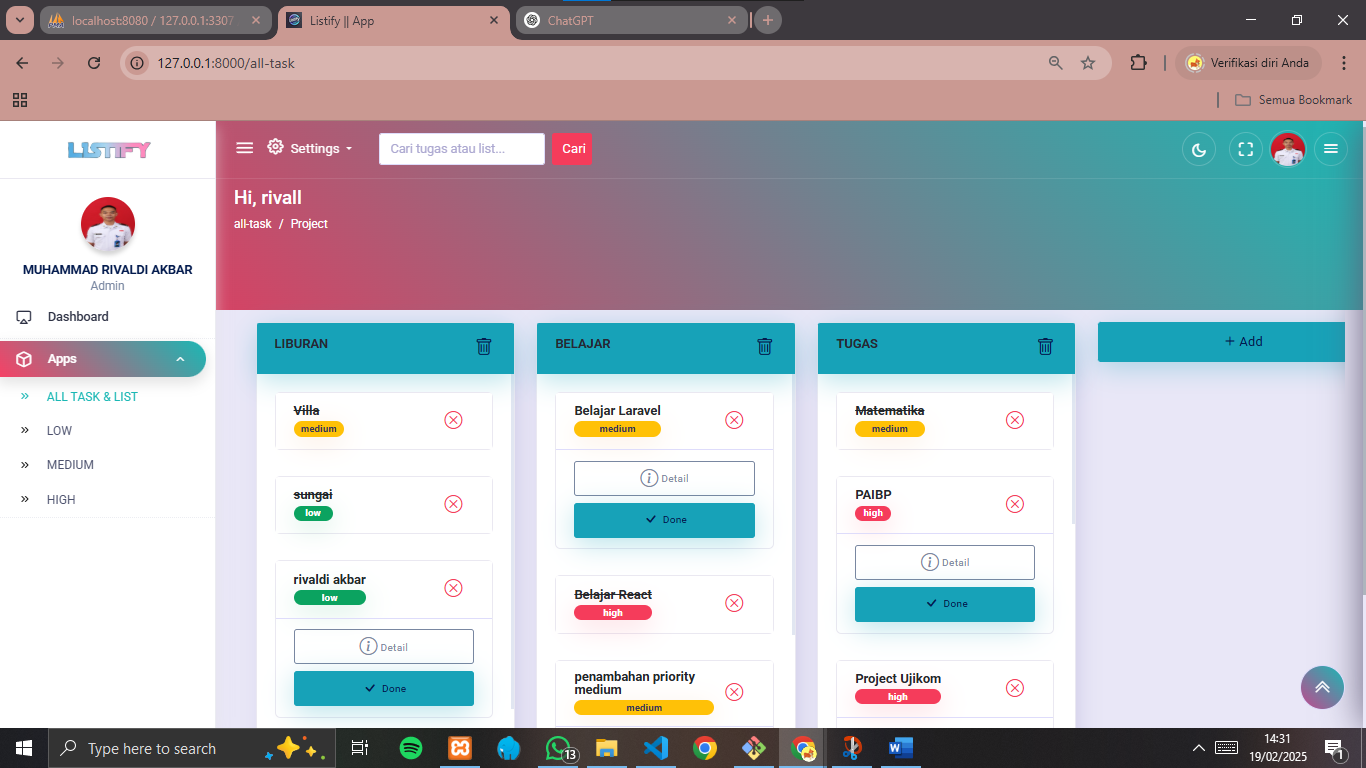 localhost:8080 / 127.0.0.1:3307
Listify || App
ChatGPT
127.0.0.1:8000/all-task
Verifikasi diri Anda
Semua Bookmark
LISTIFY
Settings
Cari tugas atau list...
Cari
Hi, rivall
all-task / Project
MUHAMMAD RIVALDI AKBAR
Admin
Dashboard
Apps
ALL TASK & LIST
LOW
MEDIUM
HIGH
LIBURAN
Villa
medium
sungai
low
rivaldi akbar
low
Detail
Done
BELAJAR
Belajar Laravel
medium
Detail
Done
Belajar React
high
penambahan priority
medium
medium
TUGAS
Matematika
medium
PAIBP
high
Detail
Done
Project Ujikom
high
+ Add
Type here to search
13
14:31
19/02/2025
1